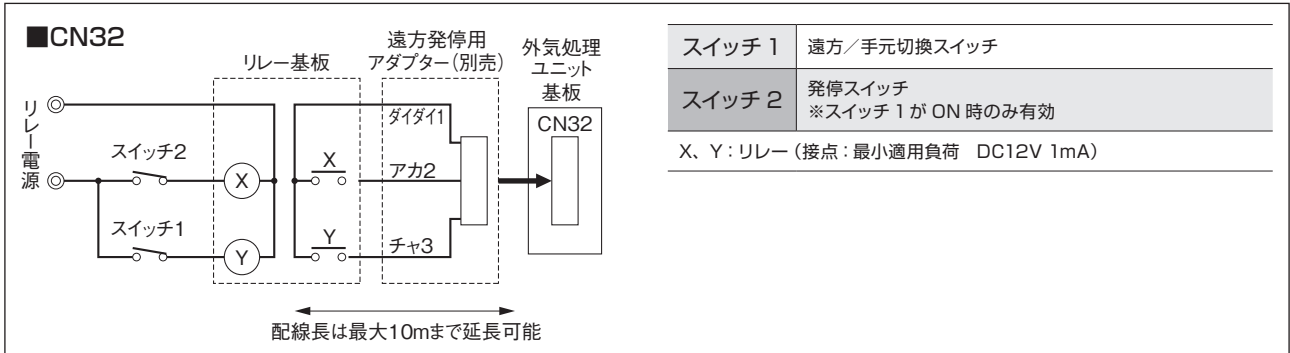 ■CN32
リレー基板
遠方発停用
アダプター（別売）
外気処理
ユニット
基板
CN32
リレー電源
ダイダイ1
スイッチ2
X
X
アカ2
スイッチ1
Y
Y
チャ3
配線長は最大10mまで延長可能
スイッチ 1
遠方／手元切換スイッチ
スイッチ 2
発停スイッチ
※スイッチ 1 が ON 時のみ有効
X、Y：リレー（接点：最小適用負荷　DC12V 1mA）